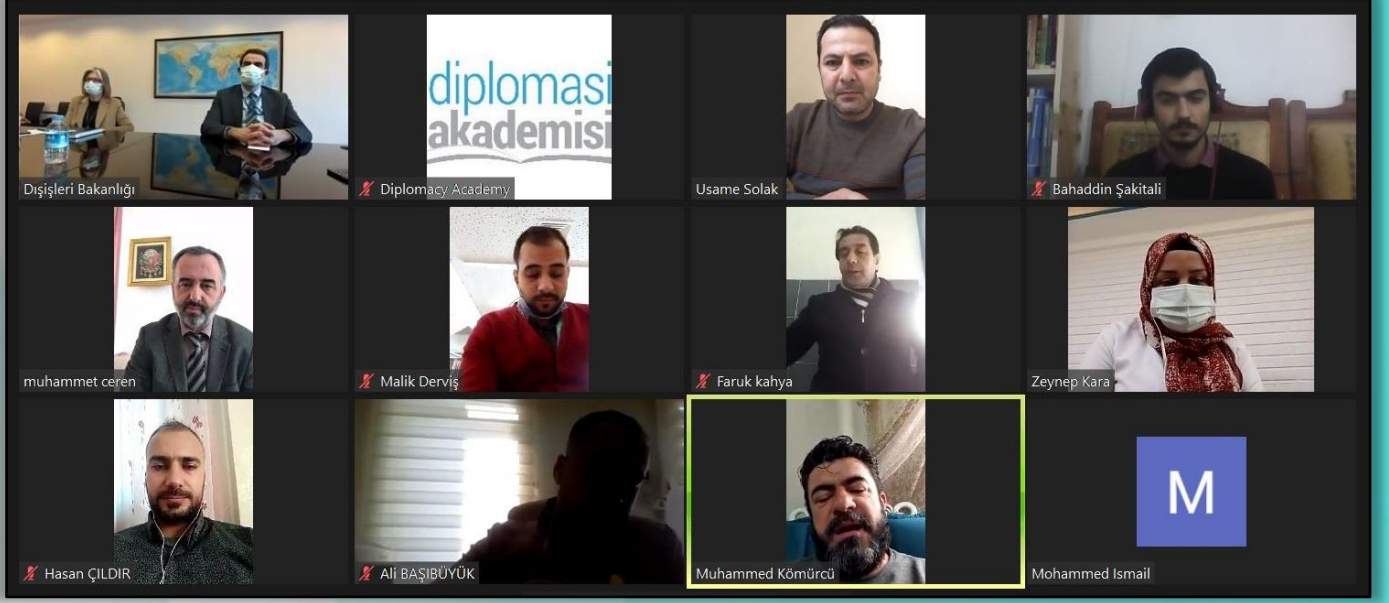 Dışişleri Bakanlığı
diplomasi
akademisi
Diplomacy Academy
Usame Solak
Bahaddin Şakitali
muhammet ceren
Malik Derviş
Faruk kahya
Zeynep Kara
Hasan ÇILDIR
Ali BAŞIBÜYÜK
Muhammed Kömürcü
M
Mohammed Ismail